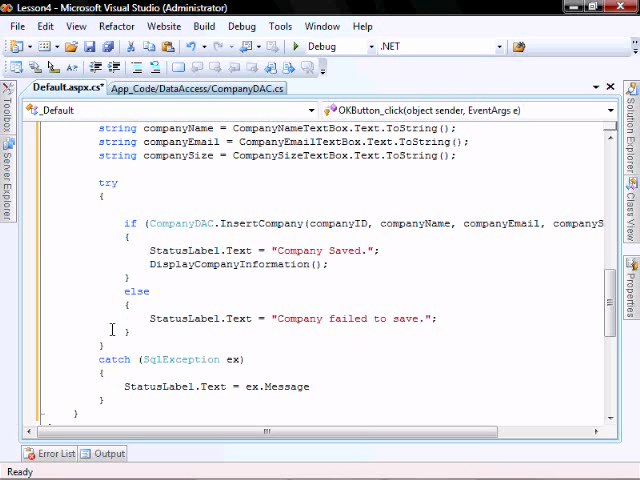 Lesson4 - Microsoft Visual Studio (Administrator)
File Edit View Refactor Website Build Debug Data Tools Window Help
Debug .NET
Default.aspx.cs* App_Code/DataAccess/CompanyDAC.cs
_Default OKButton_click(object sender, EventArgs e)
Toolbox
Server Explorer
string companyName = CompanyNameTextBox.Text.ToString();
string companyEmail = CompanyEmailTextBox.Text.ToString();
string companySize = CompanySizeTextBox.Text.ToString();
try
{
if (CompanyDAC.InsertCompany(companyID, companyName, companyEmail, companyS
{
StatusLabel.Text = "Company Saved.";
DisplayCompanyInformation();
}
else
{
StatusLabel.Text = "Company failed to save.";
}
}
catch (SqlException ex)
{
StatusLabel.Text = ex.Message
}
}
Solution Explorer
Class View
Properties
Error List Output
Ready